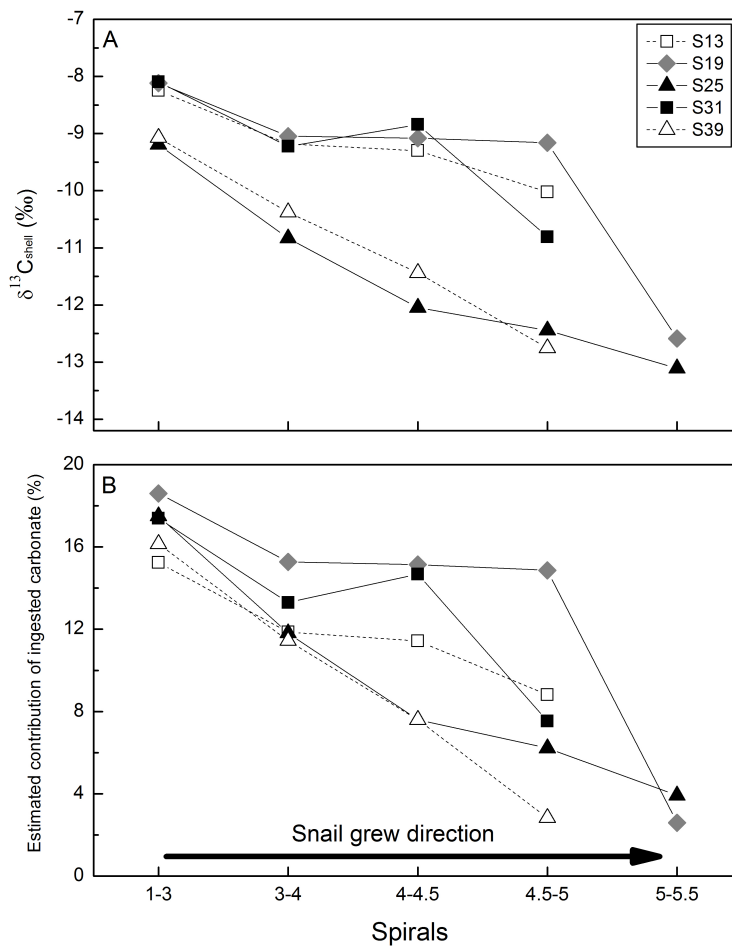 -7
A
-8
-9
-10
-11
-12
-13
-14
δ¹³Cshell (‰)
S13
S19
S25
S31
S39
20
B
16
12
8
4
0
Estimated contribution of ingested carbonate (%)
Snail grew direction
1-3 3-4 4-4.5 4.5-5 5-5.5
Spirals